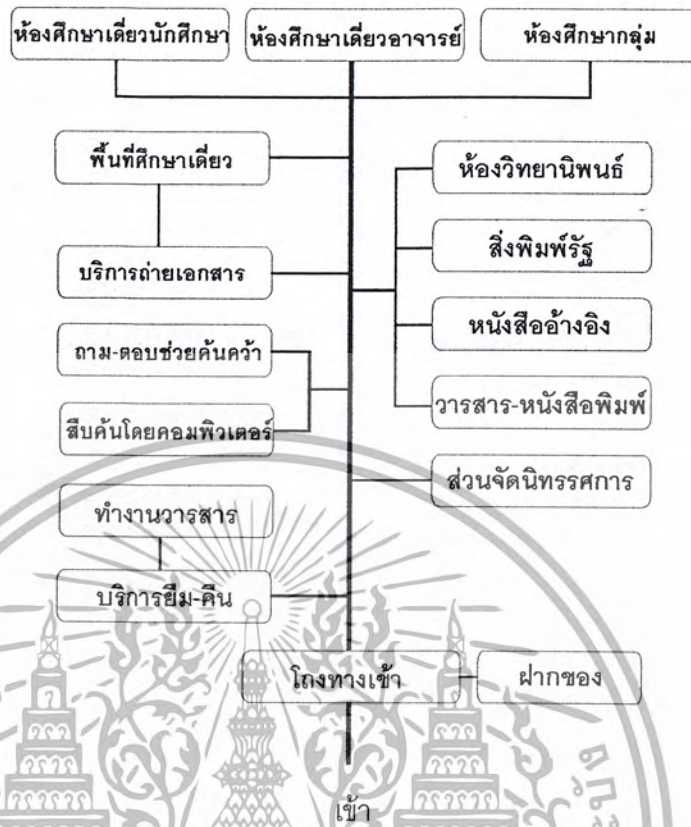 ห้องศึกษาเดี่ยวนักศึกษา ห้องศึกษาเดี่ยวอาจารย์ ห้องศึกษากลุ่ม
พื้นที่ศึกษาเดี่ยว
ห้องวิทยานิพนธ์
สิ่งพิมพ์รัฐ
บริการถ่ายเอกสาร
หนังสืออ้างอิง
ถาม-ตอบช่วยค้นคว้า
วารสาร-หนังสือพิมพ์
สืบค้นโดยคอมพิวเตอร์
ส่วนจัดนิทรรศการ
ทำงานวารสาร
บริการยืม-คืน
โถงทางเข้า ฝากของ
เข้า